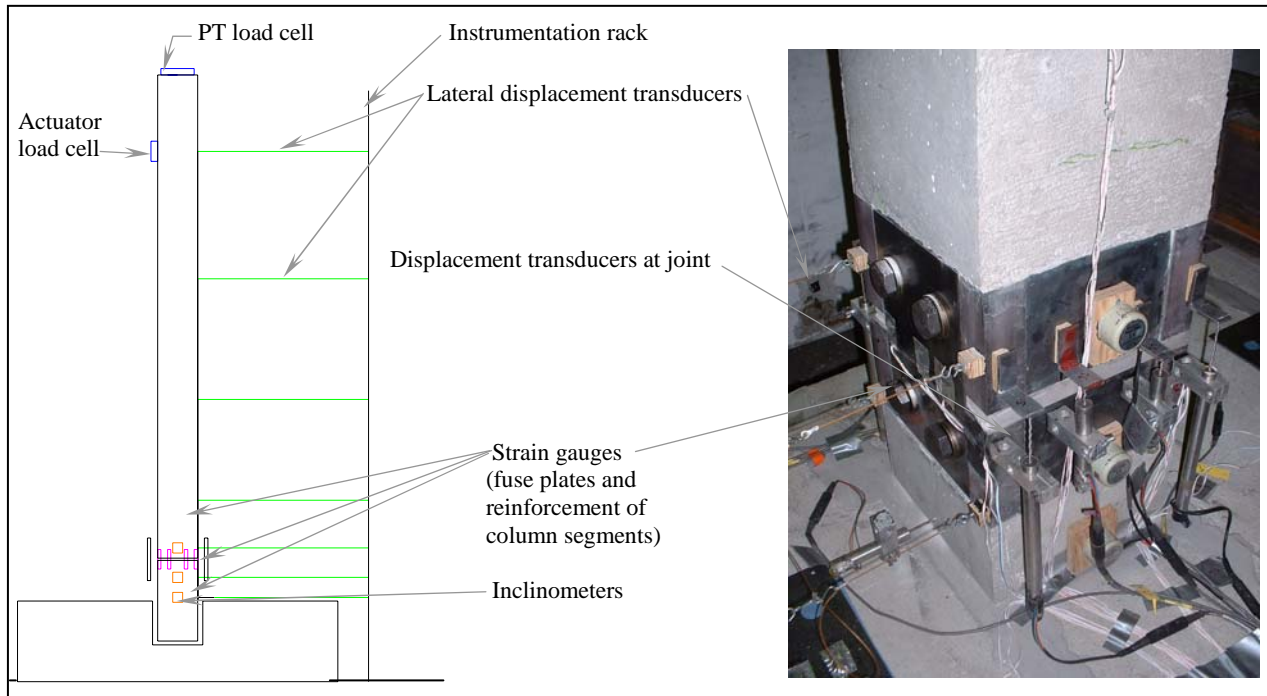 PT load cell
Instrumentation rack
Lateral displacement transducers
Actuator
load cell
Displacement transducers at joint
Strain gauges
(fuse plates and
reinforcement of
column segments)
Inclinometers